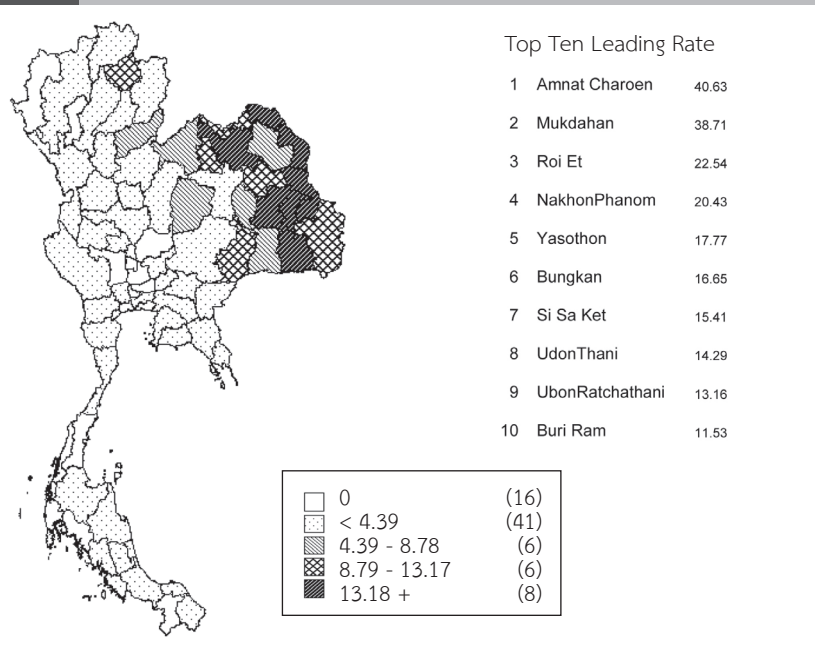 Top Ten Leading Rate
1 Amnat Charoen 40.63
2 Mukdahan 38.71
3 Roi Et 22.54
4 NakhonPhanom 20.43
5 Yasothon 17.77
6 Bungkan 16.65
7 Si Sa Ket 15.41
8 UdonThani 14.29
9 UbonRatchathani 13.16
10 Buri Ram 11.53
0 (16)
< 4.39 (41)
4.39 - 8.78 (6)
8.79 - 13.17 (6)
13.18 + (8)